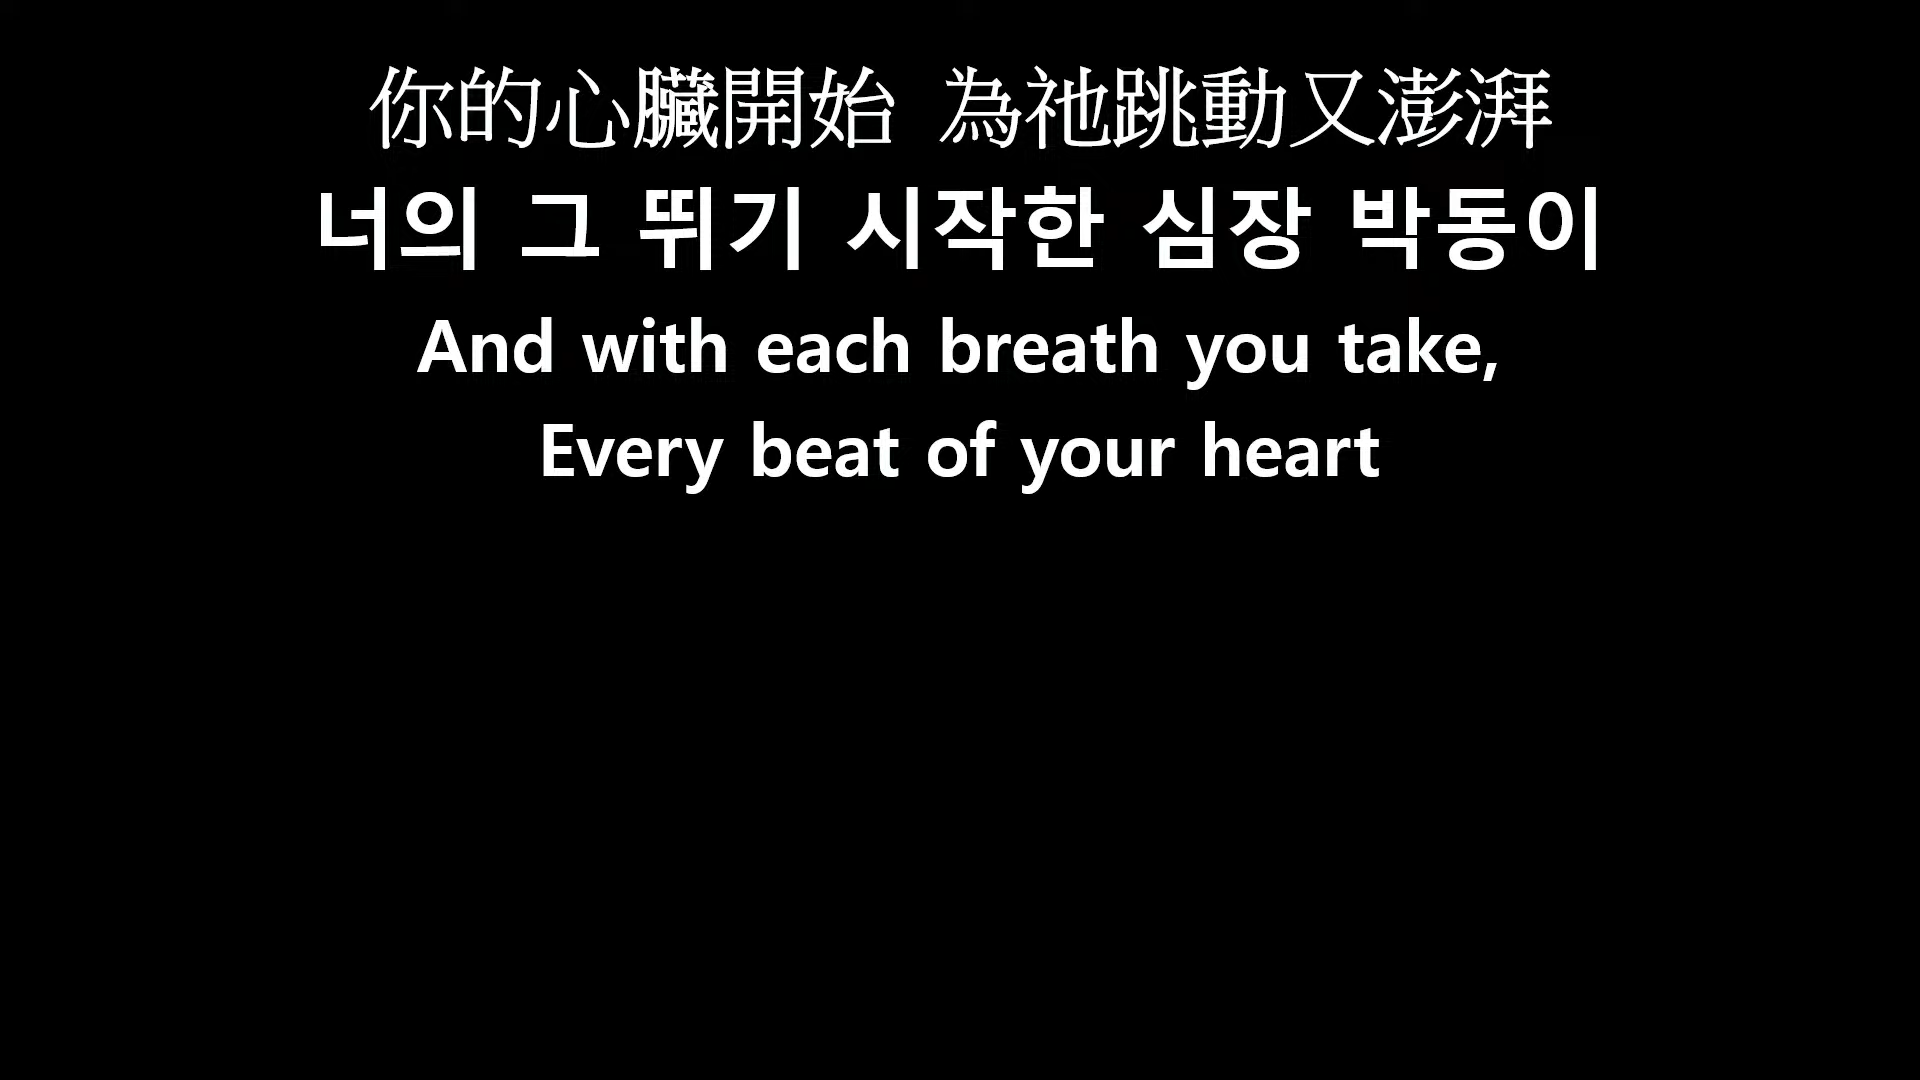 你的心臟開始 為祂跳動又澎湃
너의 그 뛰기 시작한 심장 박동이
And with each breath you take,
Every beat of your heart